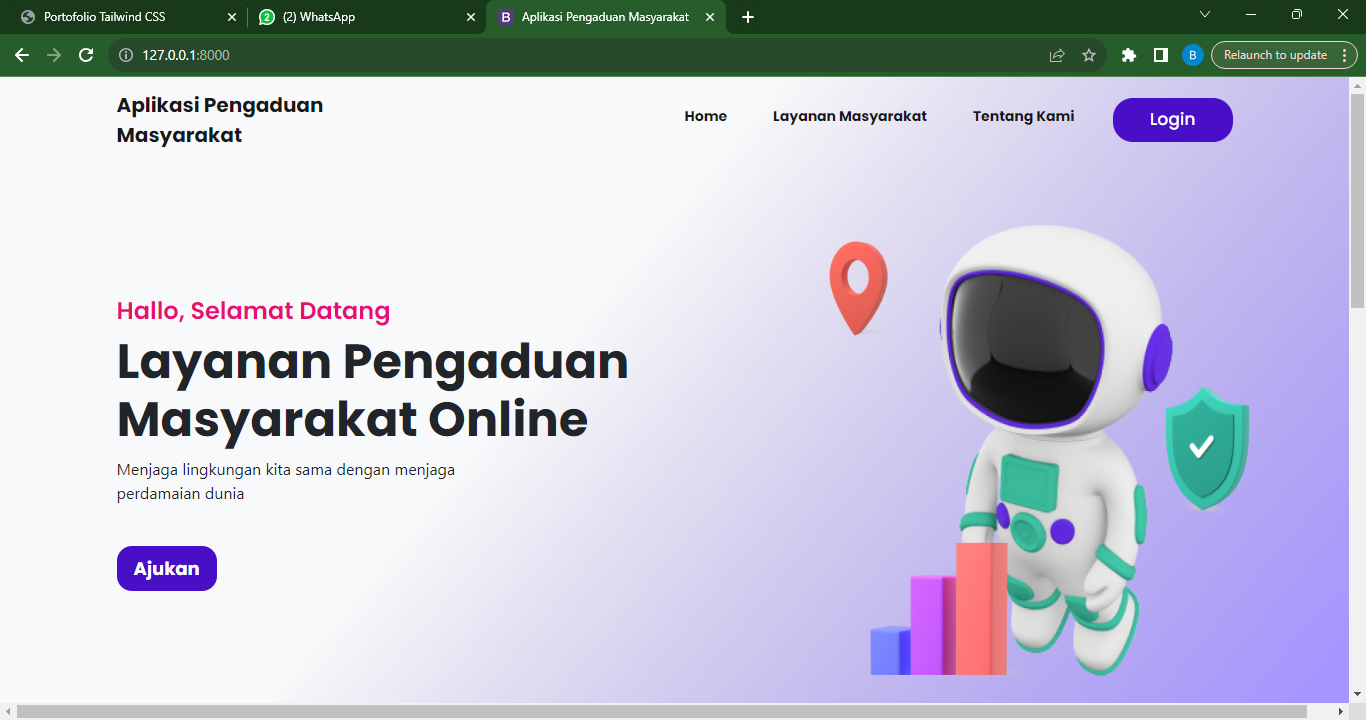 Portofolio Tailwind CSS
2
(2) WhatsApp
B
Aplikasi Pengaduan Masyarakat
127.0.0.1:8000
B
Relaunch to update
Aplikasi Pengaduan
Masyarakat
Home
Layanan Masyarakat
Tentang Kami
Login
Hallo, Selamat Datang
Layanan Pengaduan
Masyarakat Online
Menjaga lingkungan kita sama dengan menjaga
perdamaian dunia
Ajukan